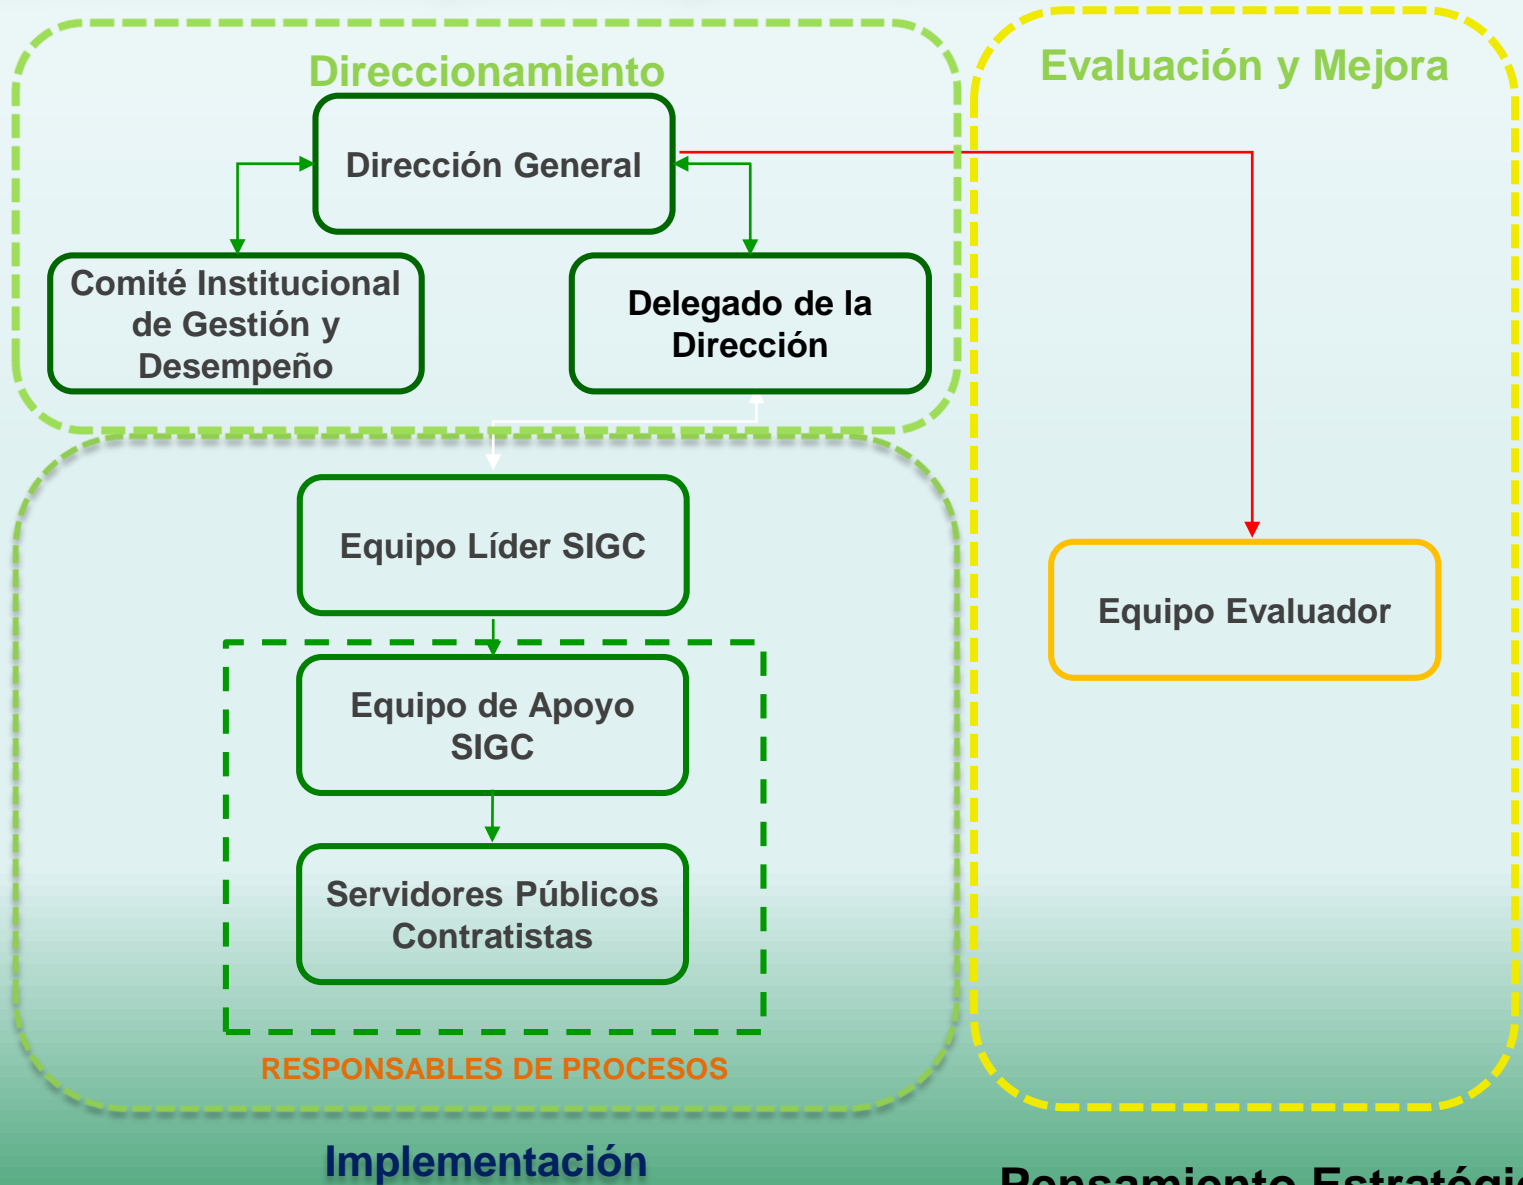 Direccionamiento
Evaluación y Mejora
Dirección General
Comité Institucional
de Gestión y
Desempeño
Delegado de la
Dirección
Equipo Líder SIGC
Equipo Evaluador
Equipo de Apoyo
SIGC
Servidores Públicos
Contratistas
RESPONSABLES DE PROCESOS
Implementación
Pensamiento